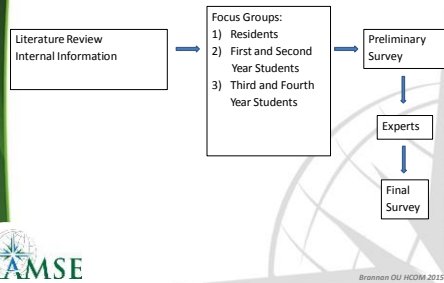 Literature Review
Internal Information
Focus Groups:
1) Residents
2) First and Second
Year Students
3) Third and Fourth
Year Students
Preliminary
Survey
Experts
Final
Survey
AMSE
Brannan OU HCOM 2015